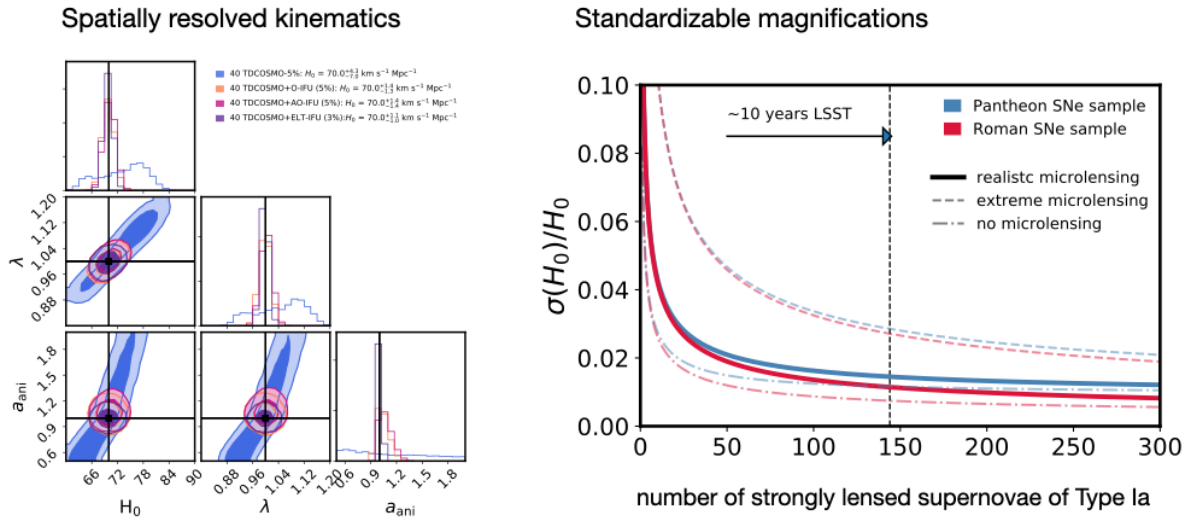 Spatially resolved kinematics
40 TDCOSMO-5%: H₀ = 70.0 km s⁻¹ Mpc⁻¹
40 TDCOSMO+O-IFU (5%): H₀ = 70.0 km s⁻¹ Mpc⁻¹
40 TDCOSMO+AO-IFU (5%): H₀ = 70.0 km s⁻¹ Mpc⁻¹
40 TDCOSMO+ELT-IFU (3%):H₀ = 70.0 km s⁻¹ Mpc⁻¹
λ
1.20
1.12
1.04
0.96
0.88
a_ani
1.8
1.5
1.2
0.9
0.6
66 72 78 84 90
0.88 0.96 1.04 1.12 1.20
0.6 0.9 1.2 1.5 1.8
H₀ λ a_ani
Standardizable magnifications
σ(H₀)/H₀
0.10
0.08
0.06
0.04
0.02
0.00
~10 years LSST
Pantheon SNe sample
Roman SNe sample
realistc microlensing
extreme microlensing
no microlensing
0 50 100 150 200 250 300
number of strongly lensed supernovae of Type Ia